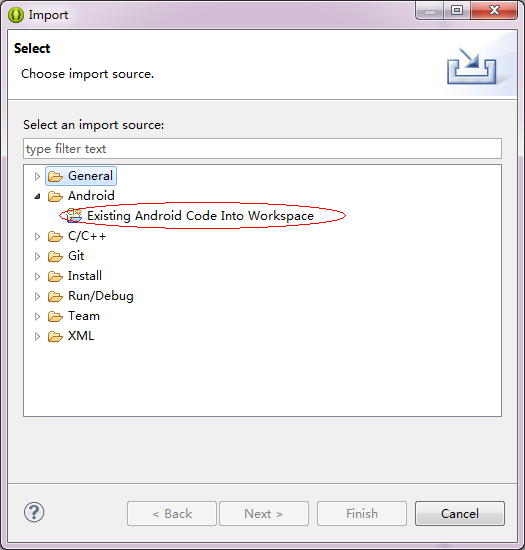 Import
Select
Choose import source.
Select an import source:
type filter text
General
Android
Existing Android Code Into Workspace
C/C++
Git
Install
Run/Debug
Team
XML
?
< Back
Next >
Finish
Cancel